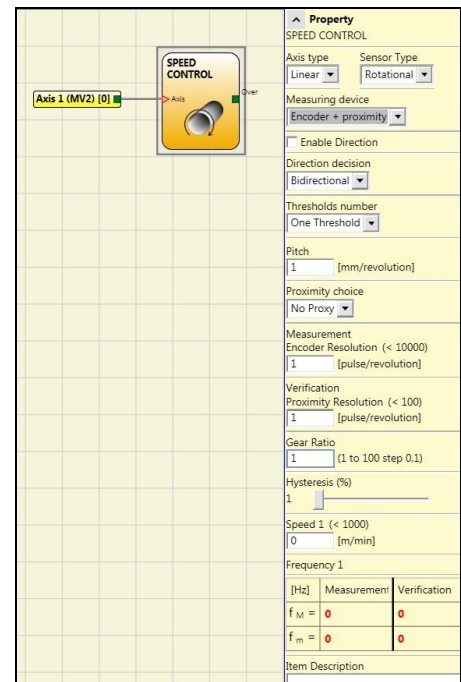 SPEED
CONTROL
Over
Axis 1 (MV2) [0]
Axis
Property
SPEED CONTROL
Axis type Sensor Type
Linear Rotational
Measuring device
Encoder + proximity
Enable Direction
Direction decision
Bidirectional
Thresholds number
One Threshold
Pitch
1 [mm/revolution]
Proximity choice
No Proxy
Measurement
Encoder Resolution (< 10000)
1 [pulse/revolution]
Verification
Proximity Resolution (< 100)
1 [pulse/revolution]
Gear Ratio
1 (1 to 100 step 0.1)
Hysteresis (%)
1
Speed 1 (< 1000)
0 [m/min]
Frequency 1
[Hz] Measurement Verification
f M = 0 0
f m = 0 0
Item Description